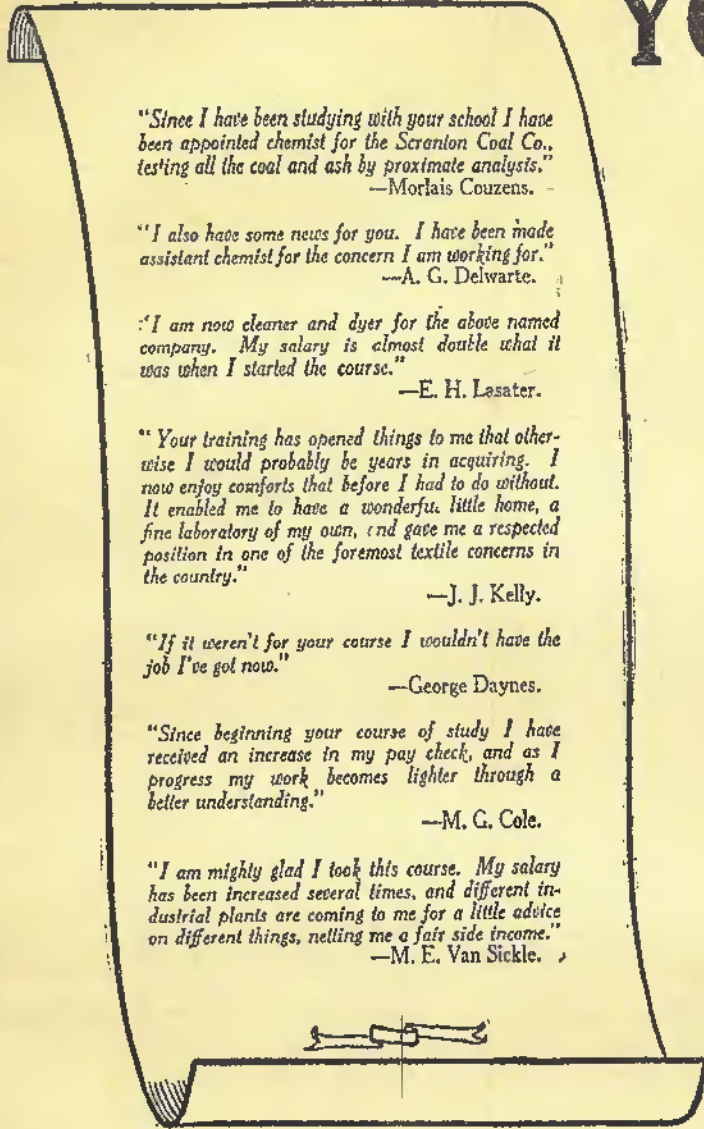 YO
"Since I have been studying with your school I have
been appointed chemist for the Scranton Coal Co.,
testing all the coal and ash by proximate analysis."
—Morlais Couzens.
"I also have some news for you. I have been made
assistant chemist for the concern I am working for."
—A. G. Delwarte.
"I am now cleaner and dyer for the above named
company. My salary is almost double what it
was when I started the course."
—E. H. Lasater.
"Your training has opened things to me that other-
wise I would probably be years in acquiring. I
now enjoy comforts that before I had to do without.
It enabled me to have a wonderful little home, a
fine laboratory of my own, and gave me a respected
position in one of the foremost textile concerns in
the country."
—J. J. Kelly.
"If it weren't for your course I wouldn't have the
job I've got now."
—George Daynes.
"Since beginning your course of study I have
received an increase in my pay check, and as I
progress my work becomes lighter through a
better understanding."
—M. G. Cole.
"I am mighty glad I took this course. My salary
has been increased several times, and different in-
dustrial plants are coming to me for a little advice
on different things, netting me a fair side income."
—M. E. Van Sickle.